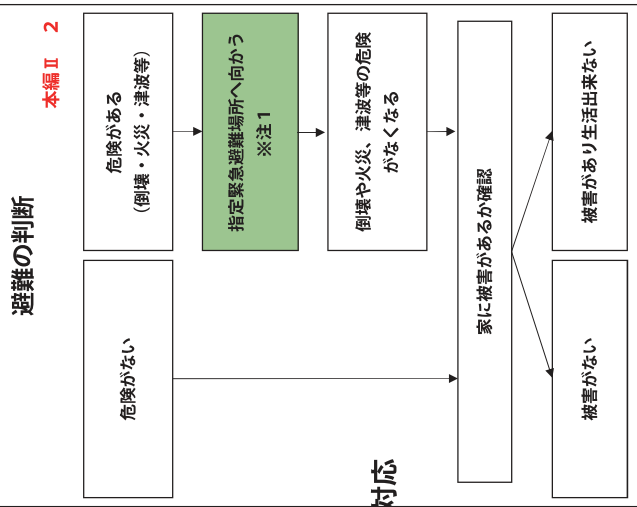 避難の判断
本編Ⅱ 2
危険がない
危険がある
(倒壊・火災・津波等)
指定緊急避難場所へ向かう
※注１
倒壊や火災、津波等の危険
がなくなる
対応
家に被害があるか確認
被害がない
被害があり生活出来ない